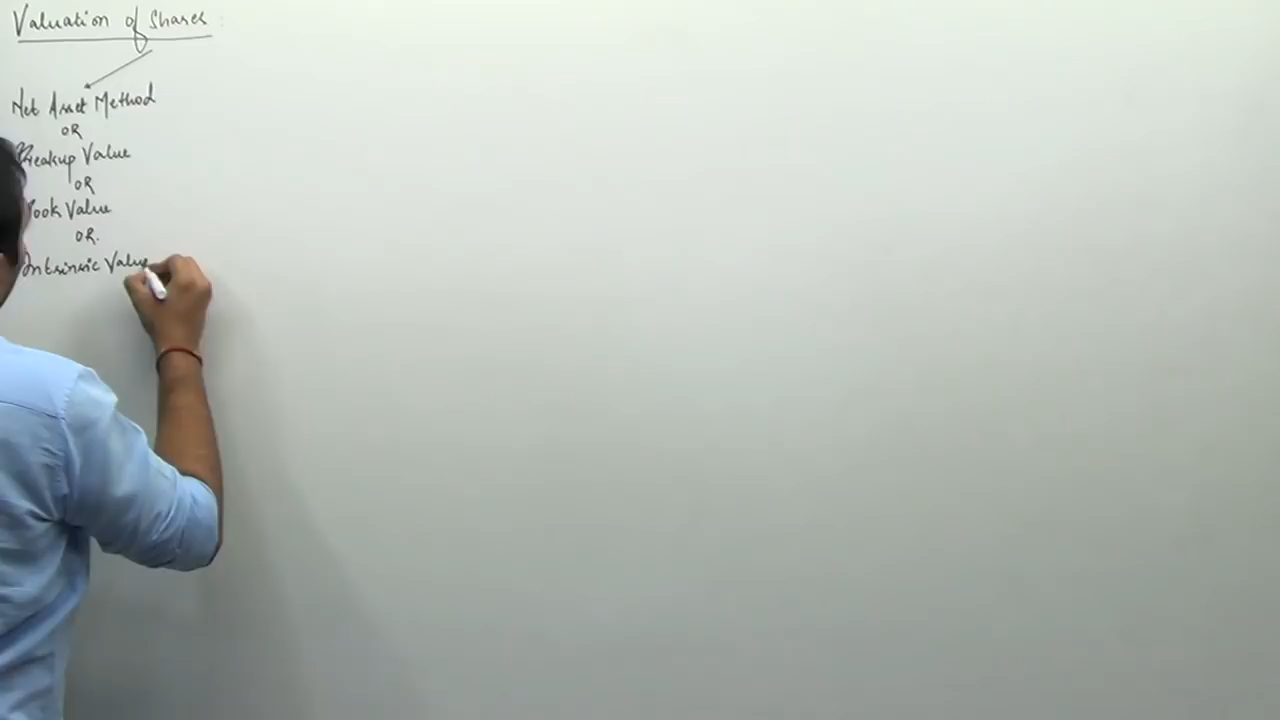 Valuation of Shares :
Net Asset Method
OR
Breakup Value
OR
Book Value
OR.
Intrinsic Value